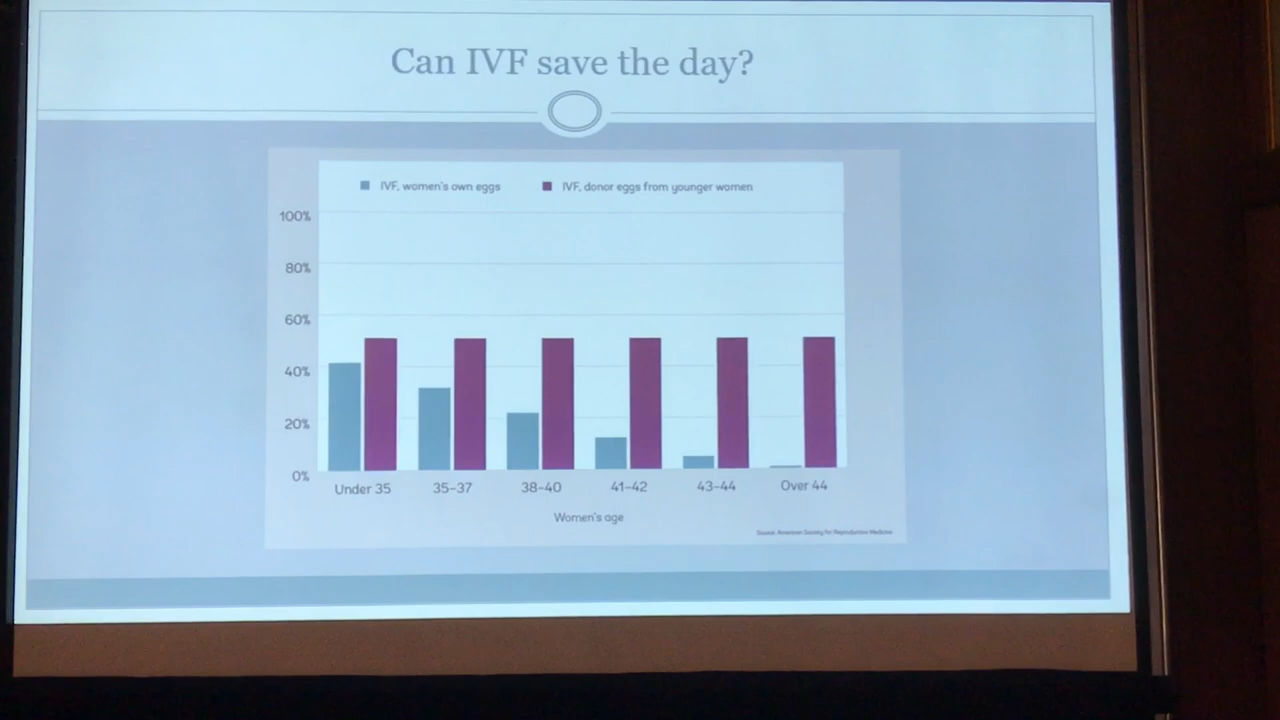 Can IVF save the day?
IVF, women's own eggs IVF, donor eggs from younger women
100%
80%
60%
40%
20%
0%
Under 35 35–37 38–40 41–42 43–44 Over 44
Women's age
Source: American Society for Reproductive Medicine